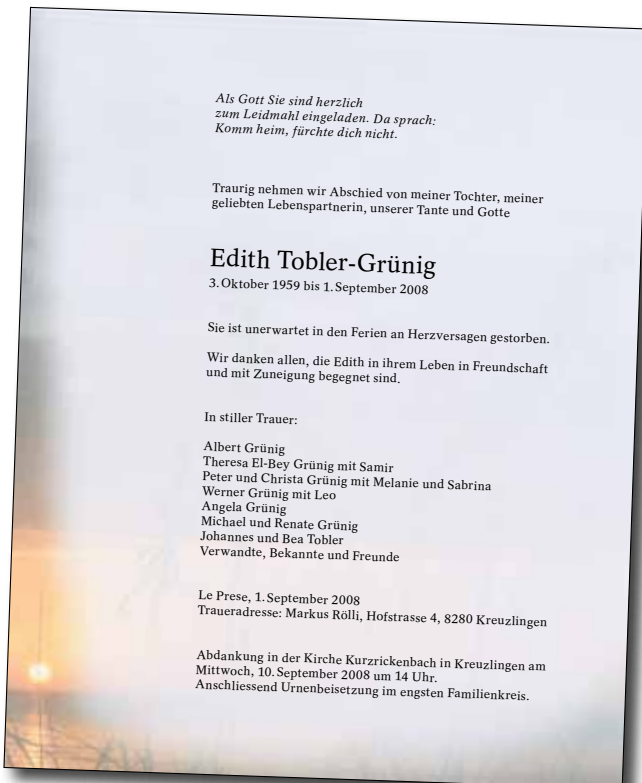 Als Gott Sie sind herzlich
zum Leidmahl eingeladen. Da sprach:
Komm heim, fürchte dich nicht.
Traurig nehmen wir Abschied von meiner Tochter, meiner
geliebten Lebenspartnerin, unserer Tante und Gotte
Edith Tobler-Grünig
3. Oktober 1959 bis 1. September 2008
Sie ist unerwartet in den Ferien an Herzversagen gestorben.
Wir danken allen, die Edith in ihrem Leben in Freundschaft
und mit Zuneigung begegnet sind.
In stiller Trauer:
Albert Grünig
Theresa El-Bey Grünig mit Samir
Peter und Christa Grünig mit Melanie und Sabrina
Werner Grünig mit Leo
Angela Grünig
Michael und Renate Grünig
Johannes und Bea Tobler
Verwandte, Bekannte und Freunde
Le Prese, 1. September 2008
Traueradresse: Markus Rölli, Hofstrasse 4, 8280 Kreuzlingen
Abdankung in der Kirche Kurzrickenbach in Kreuzlingen am
Mittwoch, 10. September 2008 um 14 Uhr.
Anschliessend Urnenbeisetzung im engsten Familienkreis.